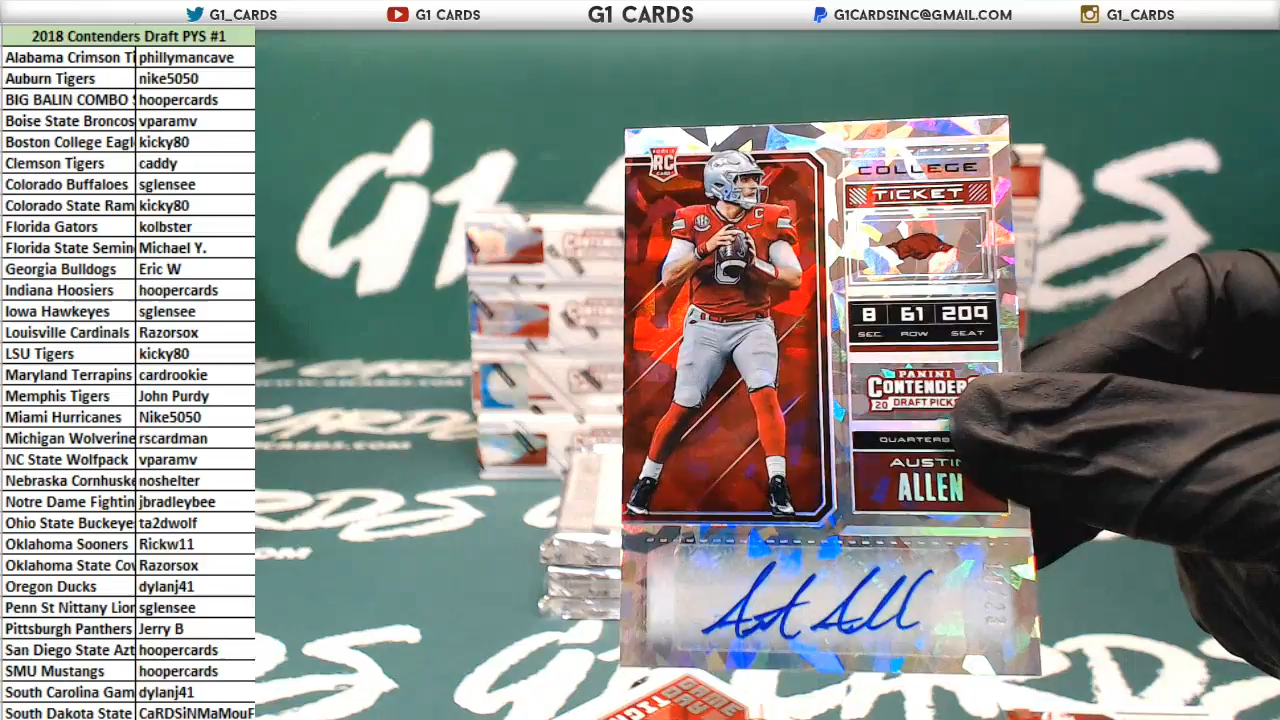 G1_CARDS
G1 CARDS
G1 CARDS
G1CARDSINC@GMAIL.COM
G1_CARDS
2018 Contenders Draft PYS #1
Alabama Crimson Ti phillymancave
Auburn Tigers nike5050
BIG BALIN COMBO hoopercards
Boise State Broncos vparamv
Boston College Eagl kicky80
Clemson Tigers caddy
Colorado Buffaloes sglensee
Colorado State Ram kicky80
Florida Gators kolbster
Florida State Semin Michael Y.
Georgia Bulldogs Eric W
Indiana Hoosiers hoopercards
Iowa Hawkeyes sglensee
Louisville Cardinals Razorsox
LSU Tigers kicky80
Maryland Terrapins cardrookie
Memphis Tigers John Purdy
Miami Hurricanes Nike5050
Michigan Wolverine rscardman
NC State Wolfpack vparamv
Nebraska Cornhuske noshelter
Notre Dame Fightin jbradleybee
Ohio State Buckeye ta2dwolf
Oklahoma Sooners Rickw11
Oklahoma State Cov Razorsox
Oregon Ducks dylanj41
Penn St Nittany Lion sglensee
Pittsburgh Panthers Jerry B
San Diego State Azt hoopercards
SMU Mustangs hoopercards
South Carolina Gam dylanj41
South Dakota State CaRDSiNMaMouF
RC
COLLEGE
TICKET
8 61 209
SEC. ROW SEAT
PANINI
CONTENDERS
20 DRAFT PICK
QUARTERB
AUSTIN
ALLEN
GAME
DAY